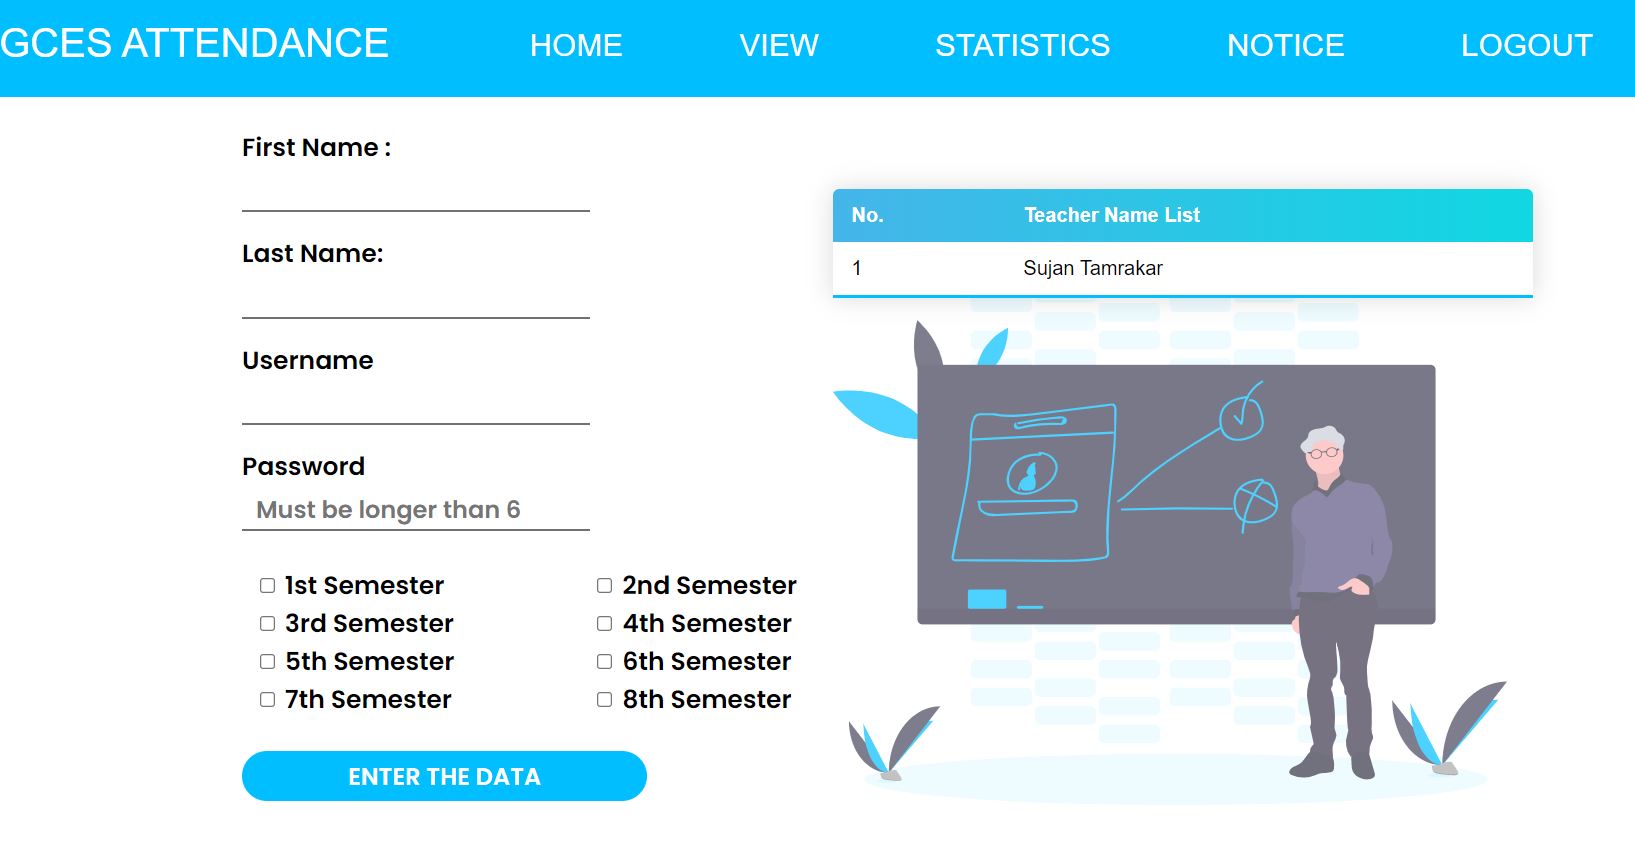 GCES ATTENDANCE HOME VIEW STATISTICS NOTICE LOGOUT
First Name :
Last Name:
Username
Password
Must be longer than 6
1st Semester 2nd Semester
3rd Semester 4th Semester
5th Semester 6th Semester
7th Semester 8th Semester
ENTER THE DATA
No. Teacher Name List
1 Sujan Tamrakar